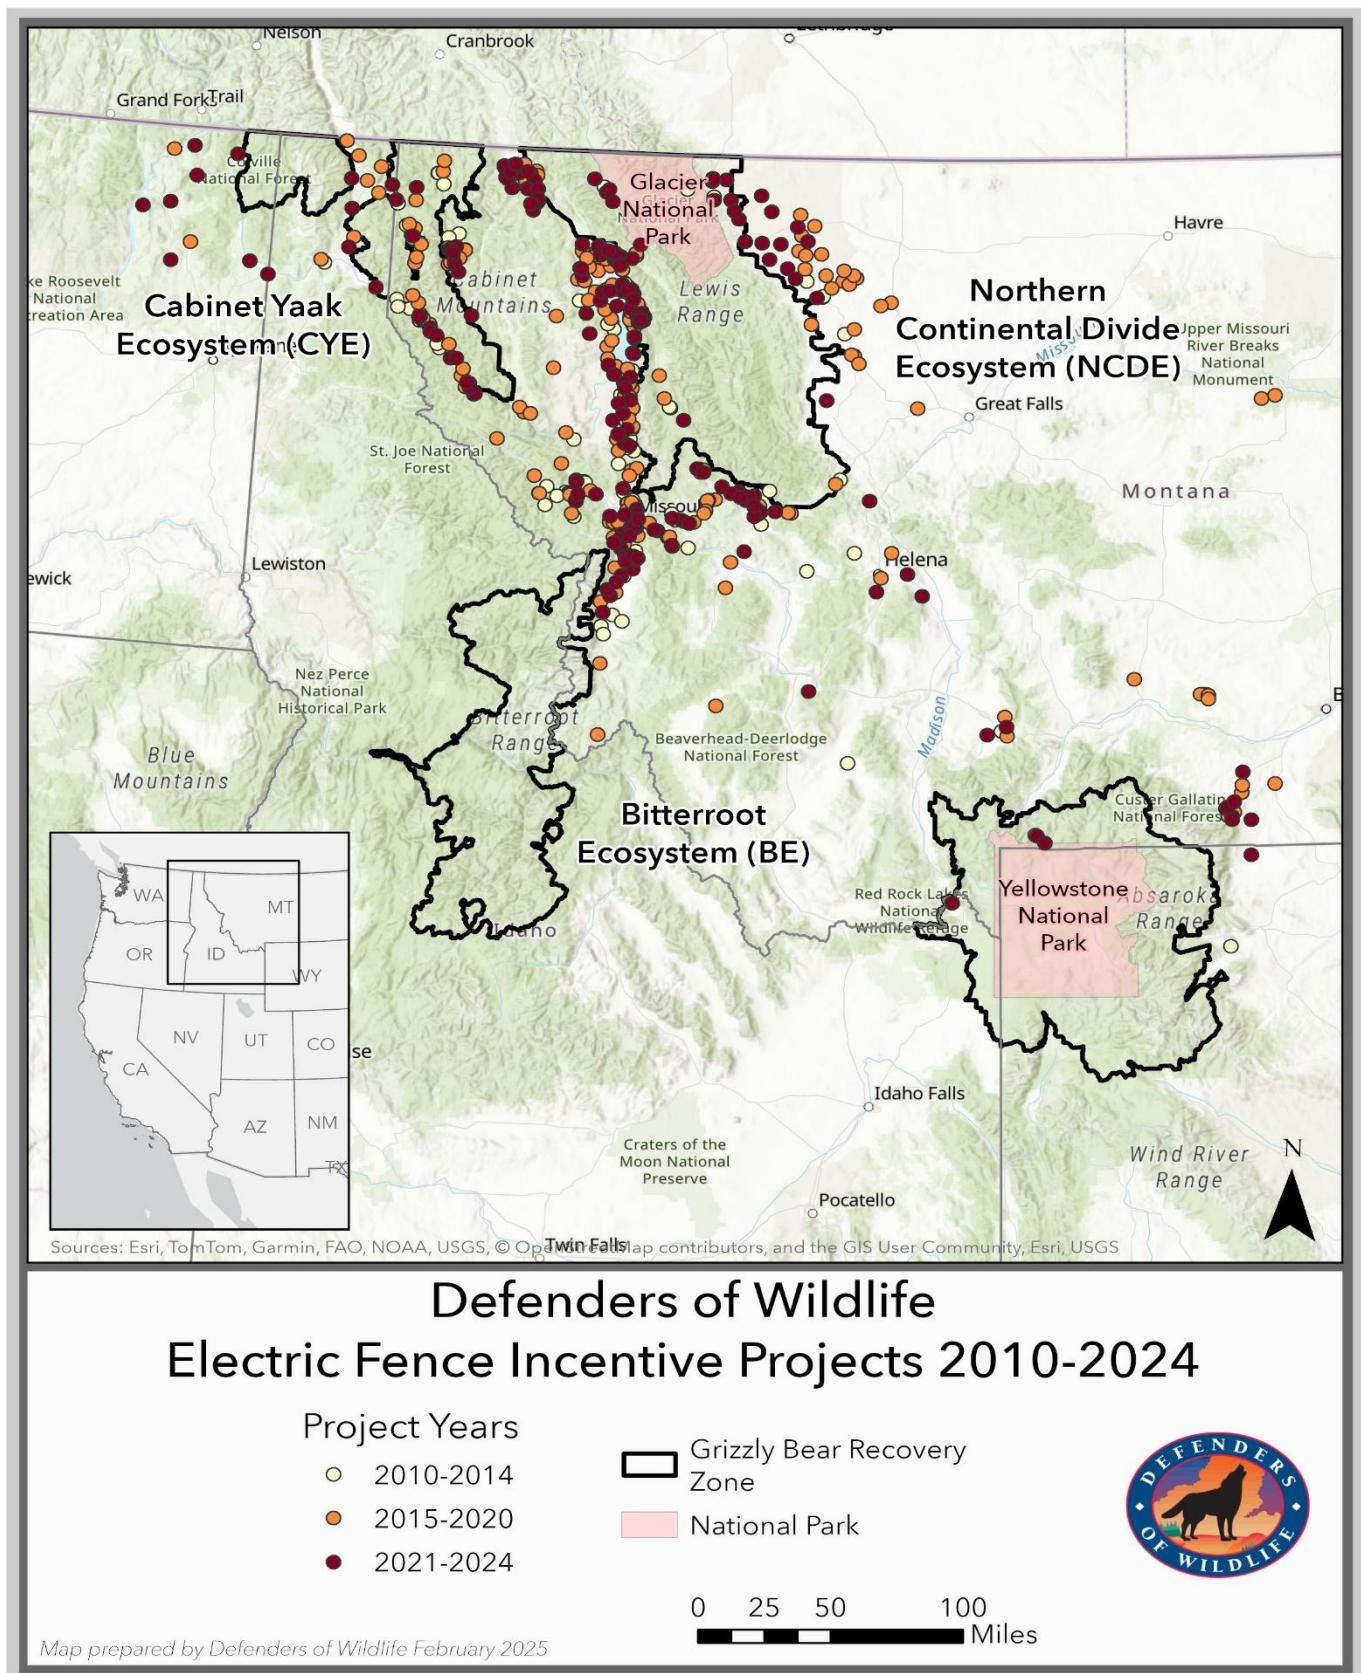 Nelson
Cranbrook
Grand Forks
Trail
Colville
National Forest
Glacier
National
Park
Havre
Cabinet
Mountains
Lewis
Range
ke Roosevelt
National
creation Area
Cabinet Yaak
Ecosystem (CYE)
Northern
Continental Divide
Ecosystem (NCDE)
Upper Missouri
River Breaks
National
Monument
Great Falls
St. Joe National
Forest
Missou
Montana
Helena
Lewiston
ewick
Nez Perce
National
Historical Park
Bitterroot
Range
Blue
Mountains
Beaverhead-Deerlodge
National Forest
Madison
B
Bitterroot
Ecosystem (BE)
Custer Gallatin
National Forest
Yellowstone
National
Park
Absaroka
Range
Red Rock Lakes
National
Wildlife Refuge
Idaho
WA
MT
OR
ID
WY
NV
UT
CO
CA
AZ
NM
TX
se
Idaho Falls
Craters of the
Moon National
Preserve
Wind River
Range
N
Pocatello
Twin Falls
Sources: Esri, TomTom, Garmin, FAO, NOAA, USGS, © OpenStreetMap contributors, and the GIS User Community, Esri, USGS
Defenders of Wildlife
Electric Fence Incentive Projects 2010-2024
Project Years
2010-2014
2015-2020
2021-2024
Grizzly Bear Recovery
Zone
National Park
DEFENDERS
OF WILDLIFE
0 25 50 100
Miles
Map prepared by Defenders of Wildlife February 2025